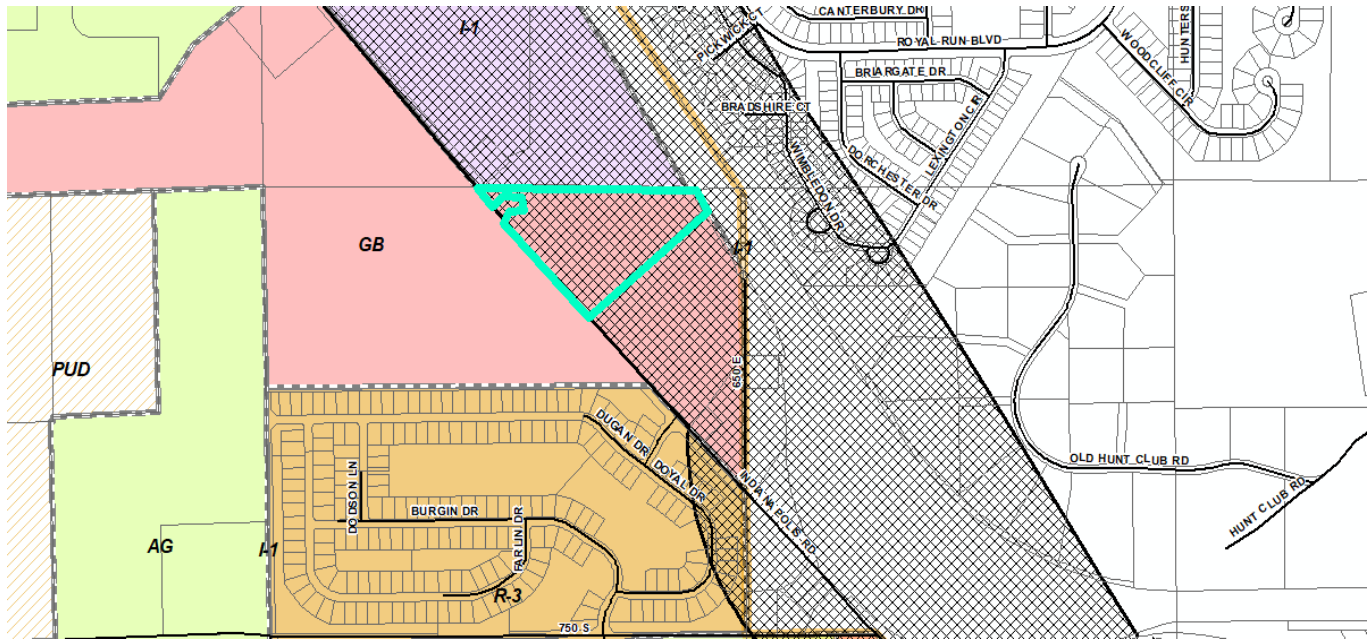 CANTERBURY DR
I-1
PICKWICK CT
ROYAL RUN BLVD
HUNTERS
WOODCLIFF CIR
BRIARGATE DR
BRADSHIRE CT
LEXINGTON CIR
WIMBLEDON DR
DORCHESTER DR
GB
I-1
650 E
PUD
DUGAN DR
DOYAL DR
OLD HUNT CLUB RD
DODSON LN
INDIANAPOLIS RD
HUNT CLUB RD
BURGIN DR
FARLIN DR
AG
I-1
R-3
750 S